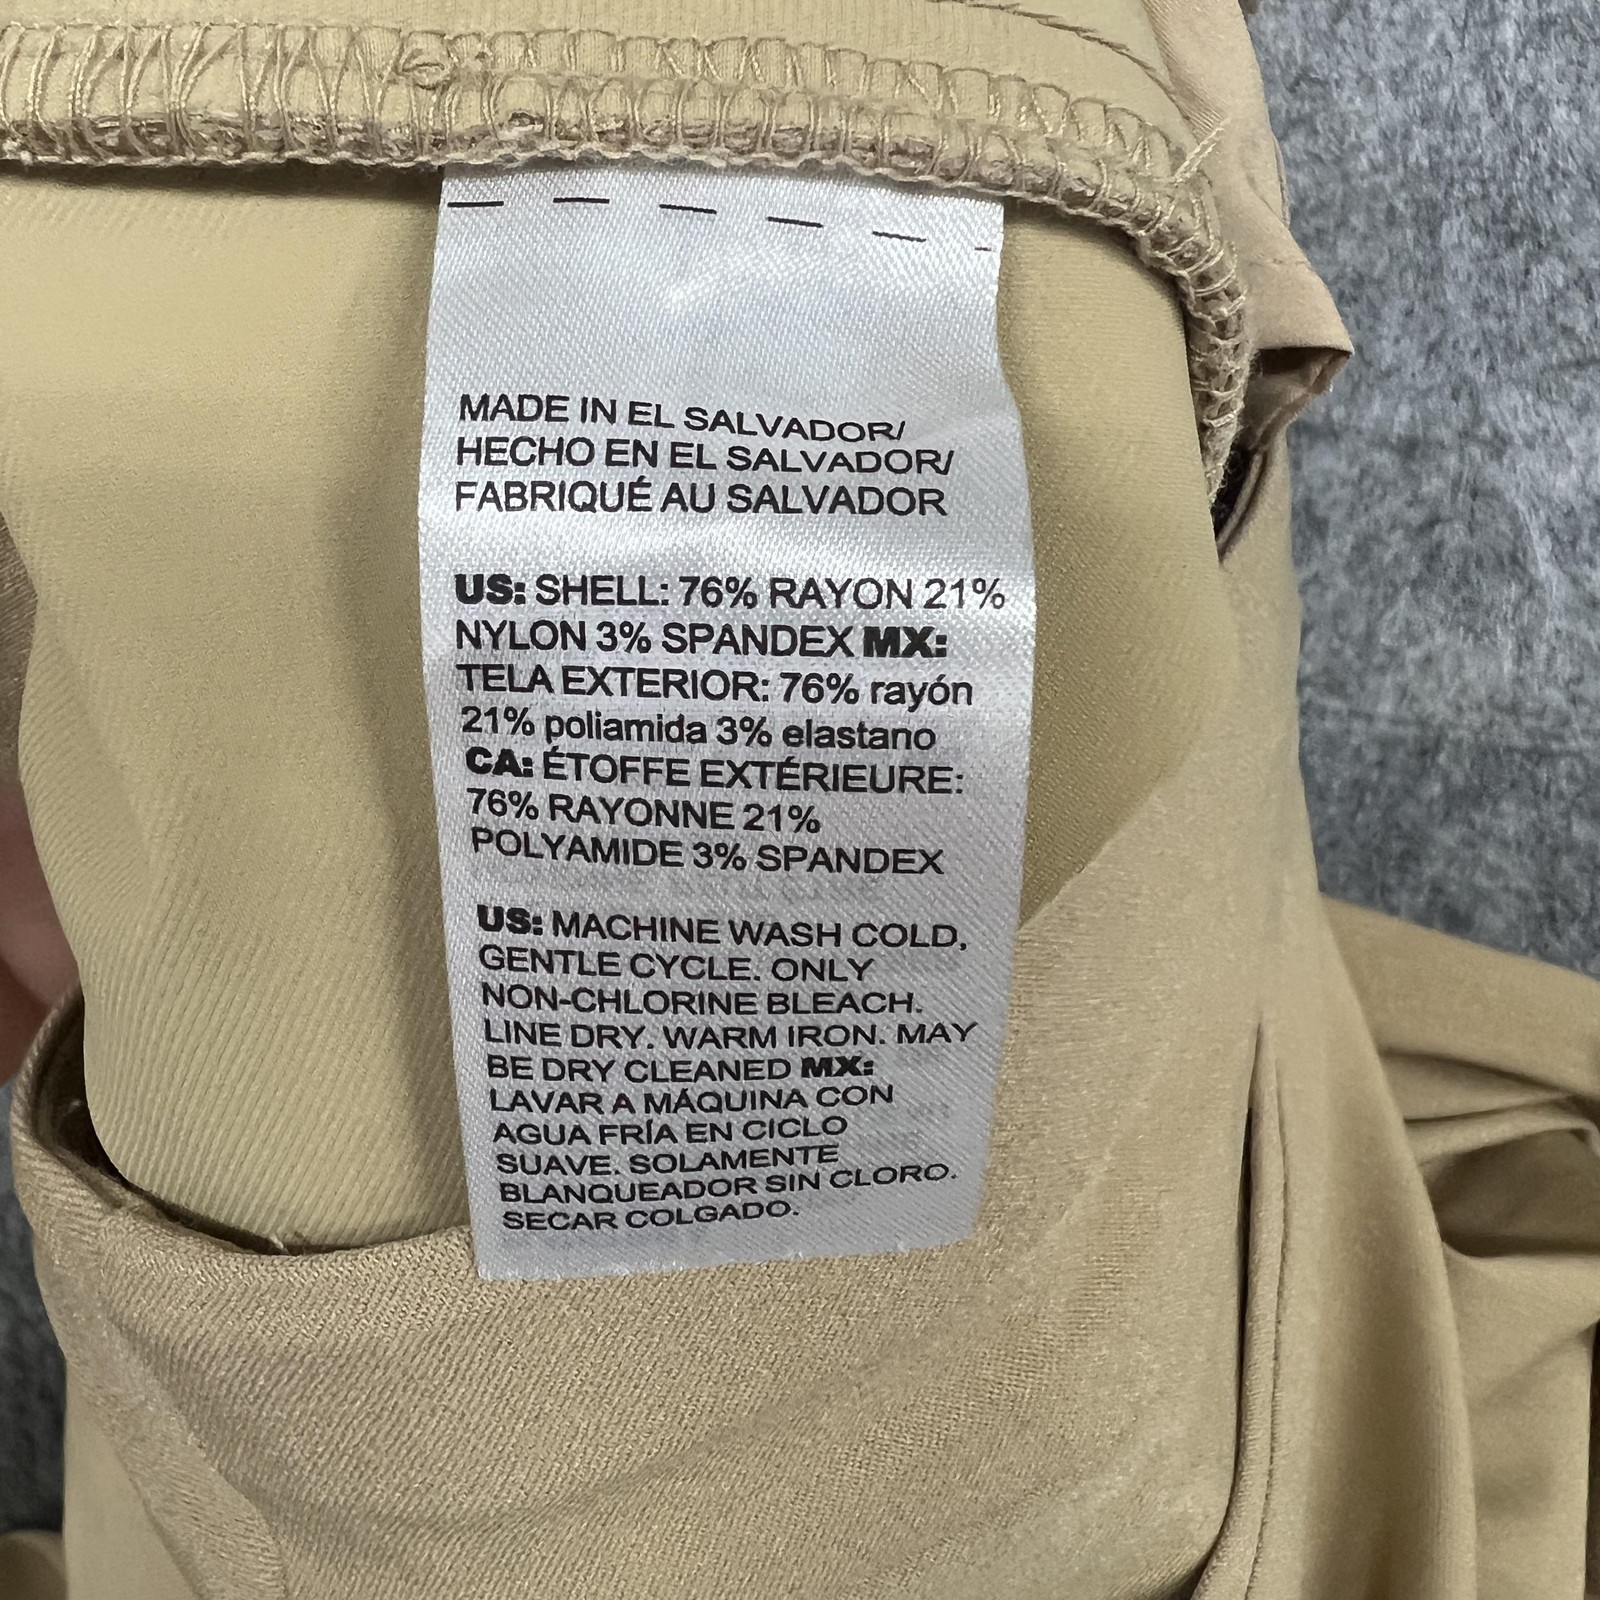 MADE IN EL SALVADOR/
HECHO EN EL SALVADOR/
FABRIQUÉ AU SALVADOR
US: SHELL: 76% RAYON 21%
NYLON 3% SPANDEX MX:
TELA EXTERIOR: 76% rayón
21% poliamida 3% elastano
CA: ÉTOFFE EXTÉRIEURE:
76% RAYONNE 21%
POLYAMIDE 3% SPANDEX
US: MACHINE WASH COLD,
GENTLE CYCLE. ONLY
NON-CHLORINE BLEACH.
LINE DRY. WARM IRON. MAY
BE DRY CLEANED MX:
LAVAR A MÁQUINA CON
AGUA FRÍA EN CICLO
SUAVE. SOLAMENTE
BLANQUEADOR SIN CLORO.
SECAR COLGADO.